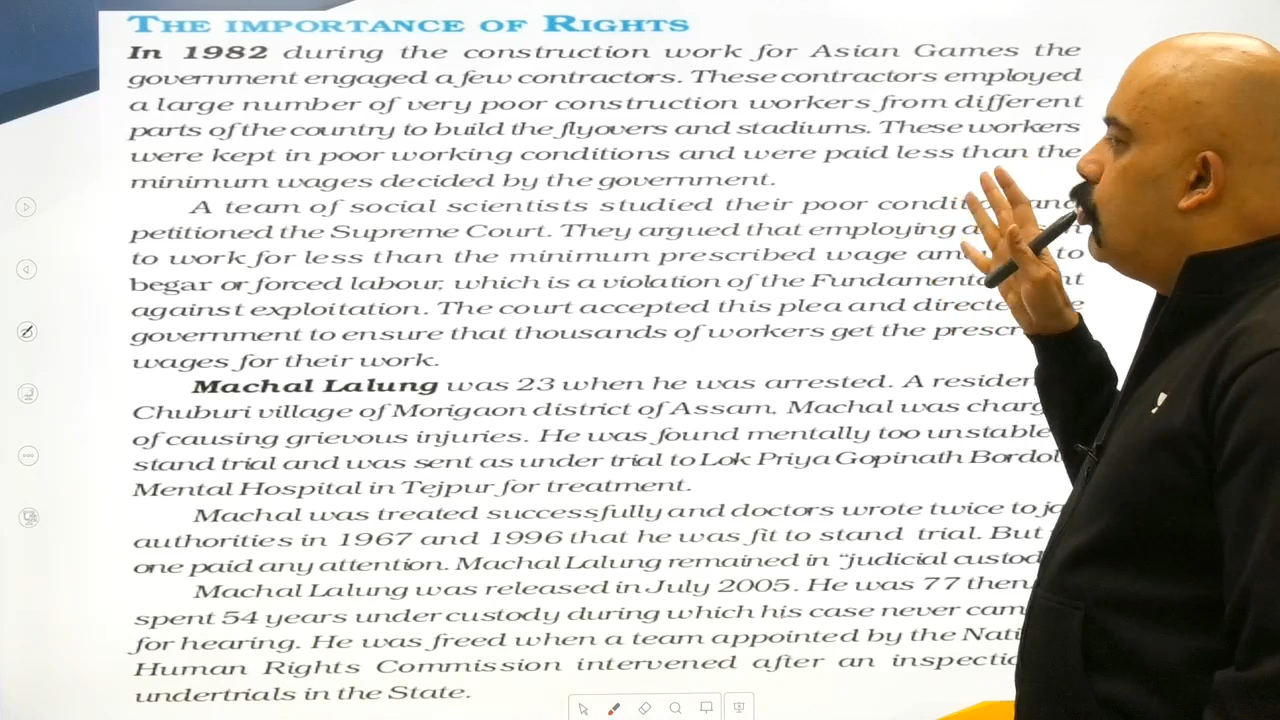 THE IMPORTANCE OF RIGHTS
In 1982 during the construction work for Asian Games the
government engaged a few contractors. These contractors employed
a large number of very poor construction workers from different
parts of the country to build the flyovers and stadiums. These workers
were kept in poor working conditions and were paid less than the
minimum wages decided by the government.
A team of social scientists studied their poor and
petitioned the Supreme Court. They argued that employing a
to work for less than the minimum prescribed wage to
begar or forced labour, which is a violation of the
against exploitation. The court accepted this plea and
government to ensure that thousands of workers get the
wages for their work.
Machal Lalung was 23 when he was arrested. A
Chuburi village of Morigaon district of Assam, Machal was
of causing grievous injuries. He was found mentally too unstable
stand trial and was sent as under trial to Lok Priya Gopinath
Mental Hospital in Tejpur for treatment.
Machal was treated successfully and doctors wrote twice to
authorities in 1967 and 1996 that he was fit to stand trial. But
one paid any attention. Machal Lalung remained in “judicial
Machal Lalung was released in July 2005. He was 77 then.
spent 54 years under custody during which his case never
for hearing. He was freed when a team appointed by the
Human Rights Commission intervened after an
undertrials in the State.